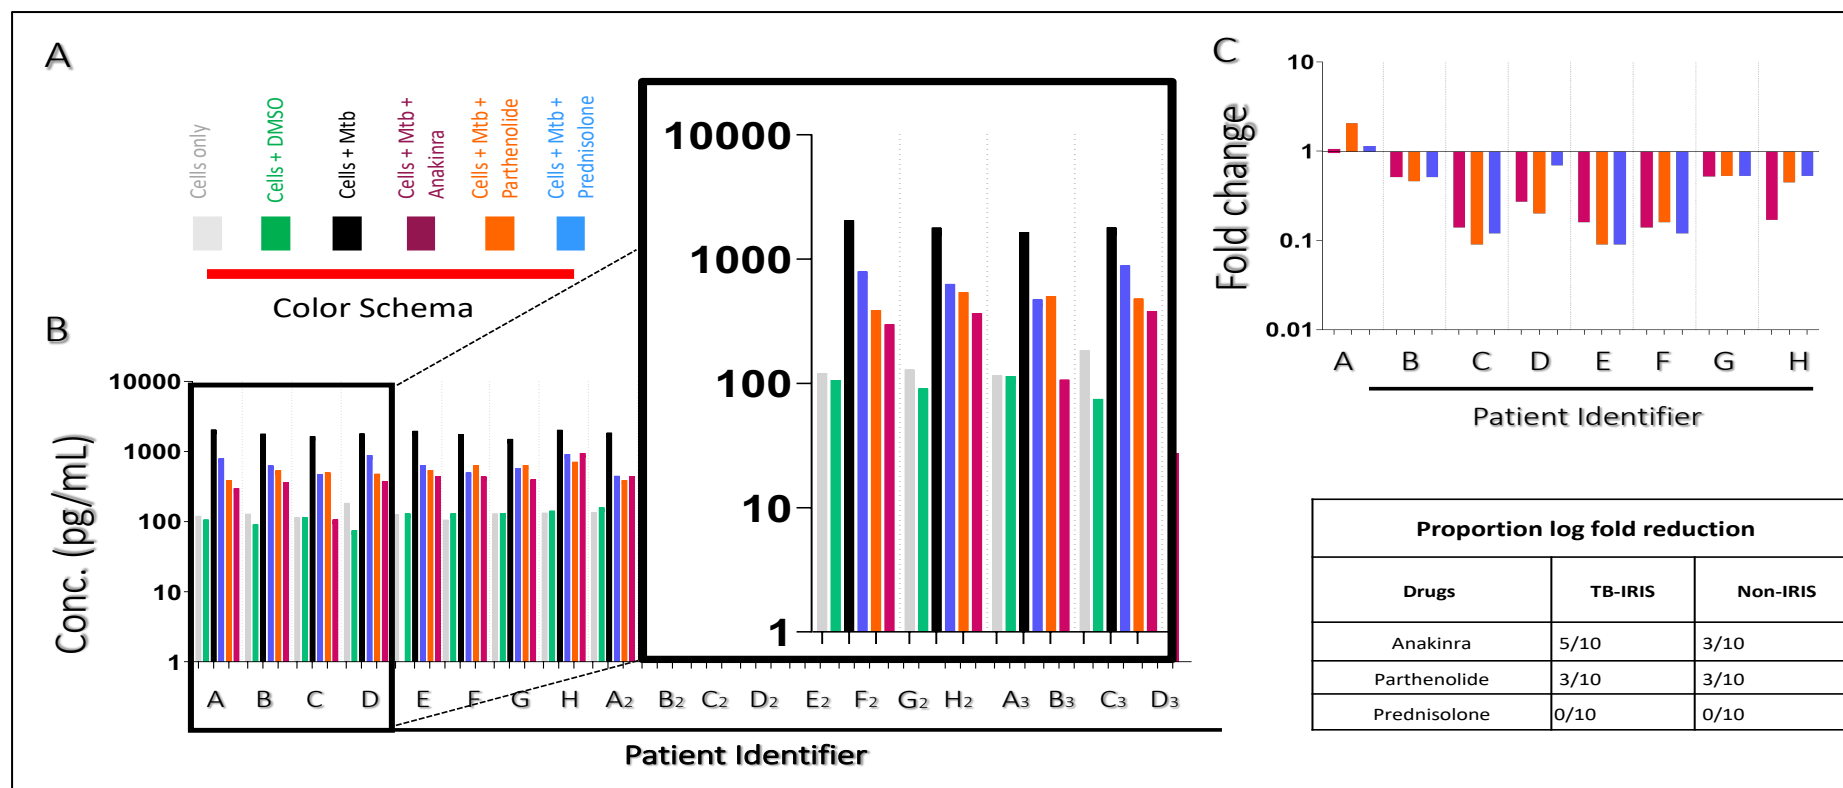 A
Cells only
Cells + DMSO
Cells + Mtb
Cells + Mtb +
Anakinra
Cells + Mtb +
Parthenolide
Cells + Mtb +
Prednisolone
Color Schema
B
Conc. (pg/mL)
10000
1000
100
10
1
A B C D E F G H A2 B2 C2 D2 E2 F2 G2 H2 A3 B3 C3 D3
Patient Identifier
10000
1000
100
10
1
C
Fold change
10
1
0.1
0.01
A B C D E F G H
Patient Identifier
Proportion log fold reduction
Drugs TB-IRIS Non-IRIS
Anakinra 5/10 3/10
Parthenolide 3/10 3/10
Prednisolone 0/10 0/10